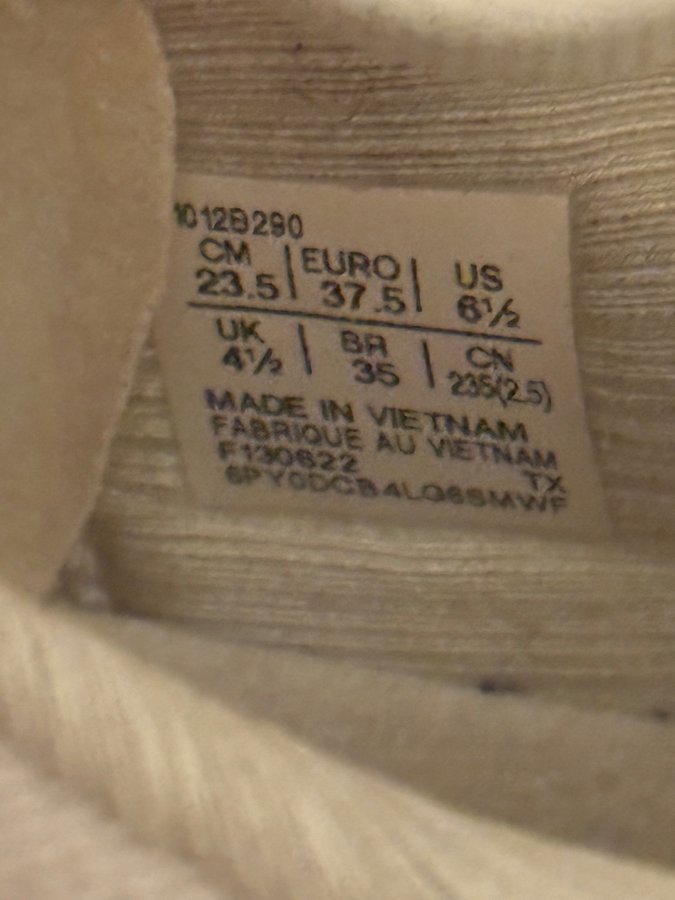 1012B290
CM | EURO | US
23.5 | 37.5 | 6½
UK | BR | CN
4½ | 35 | 235(2.5)
MADE IN VIETNAM
FABRIQUE AU VIETNAM
F130622 TX